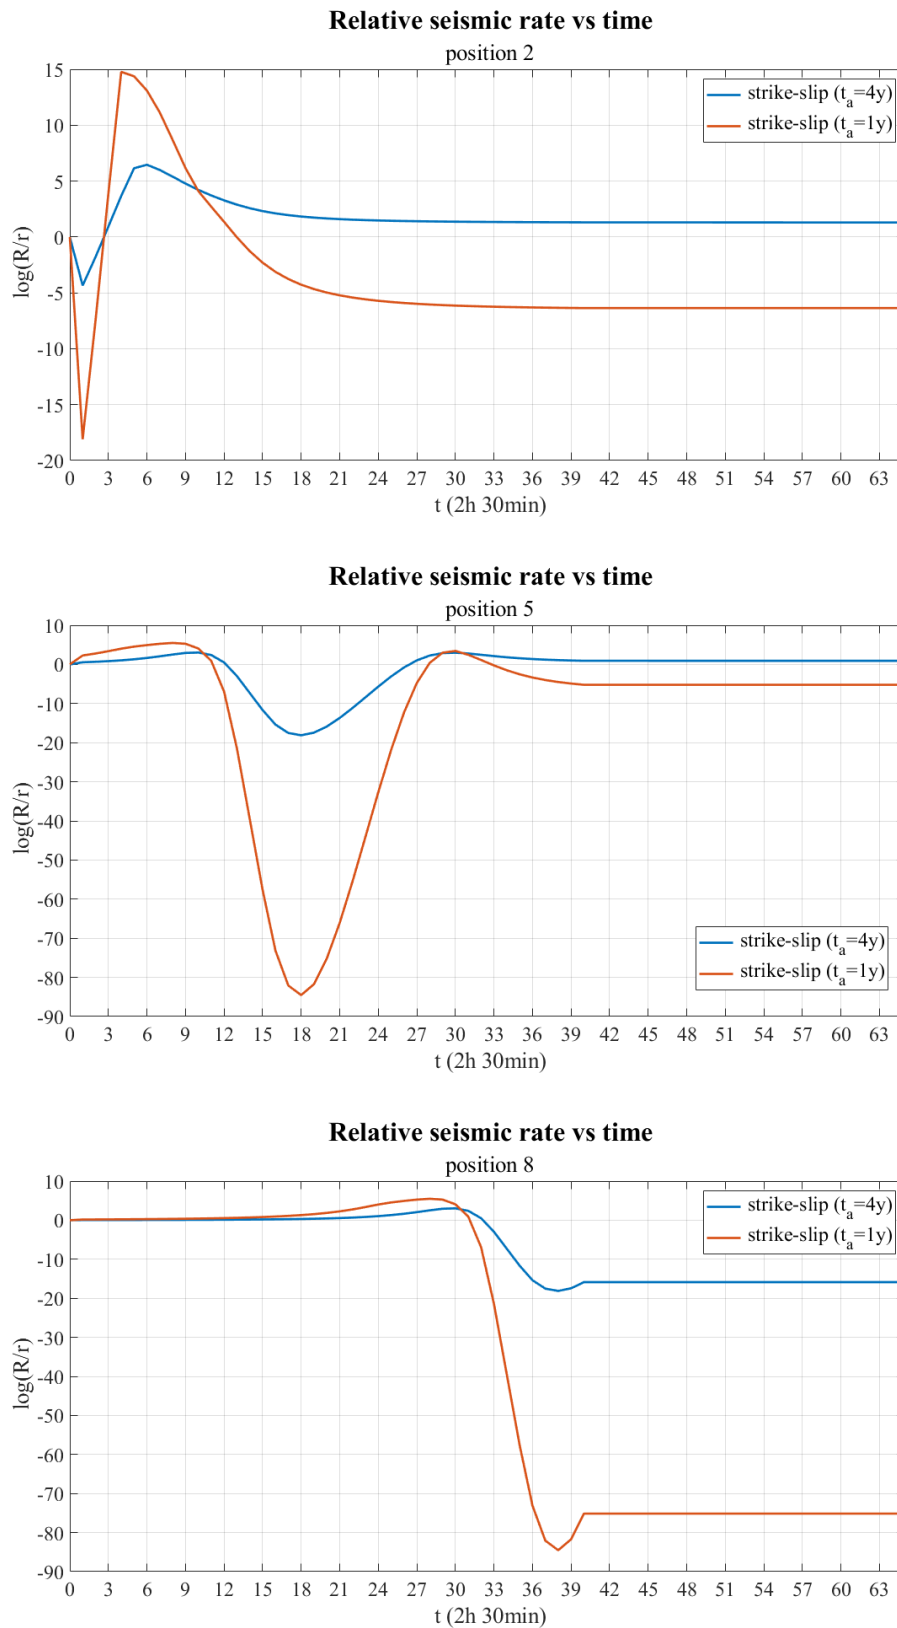 Relative seismic rate vs time
position 2
15
10
5
0
-5
-10
-15
-20
log(R/r)
strike-slip (t_a=4y)
strike-slip (t_a=1y)
0 3 6 9 12 15 18 21 24 27 30 33 36 39 42 45 48 51 54 57 60 63
t (2h 30min)
Relative seismic rate vs time
position 5
10
0
-10
-20
-30
-40
-50
-60
-70
-80
-90
log(R/r)
strike-slip (t_a=4y)
strike-slip (t_a=1y)
0 3 6 9 12 15 18 21 24 27 30 33 36 39 42 45 48 51 54 57 60 63
t (2h 30min)
Relative seismic rate vs time
position 8
10
0
-10
-20
-30
-40
-50
-60
-70
-80
-90
log(R/r)
strike-slip (t_a=4y)
strike-slip (t_a=1y)
0 3 6 9 12 15 18 21 24 27 30 33 36 39 42 45 48 51 54 57 60 63
t (2h 30min)